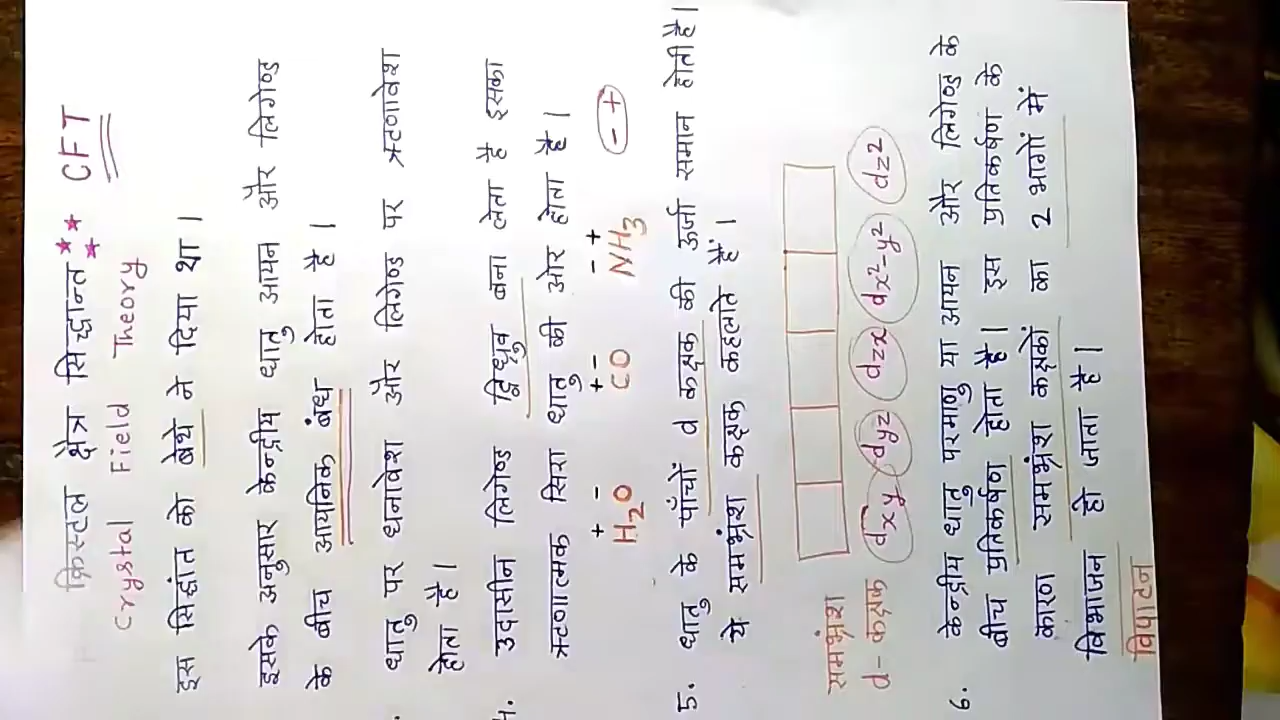 क्रिस्टल क्षेत्र सिद्धान्त ** CFT
Crystal Field Theory
इस सिद्धांत को बेथे ने दिया था।
इसके अनुसार केन्द्रीय धातु आयन और लिगेण्ड
के बीच आयनिक बंध होता है।
धातु पर धनावेश और लिगेण्ड पर ऋणावेश
होता है।
4. उदासीन लिगेण्ड द्विध्रुव बना लेता है इसका
ऋणात्मक सिरा धातु की ओर होता है।
+ - + - - + - +
H2O CO NH3
5. धातु के पाँचों d कक्षक की ऊर्जा समान होती है।
ये समभ्रंश कक्षक कहलाते हैं।
समभ्रंश
d - कक्षक dxy dyz dzx dx²-y² dz2
6. केन्द्रीय धातु परमाणु या आयन और लिगेण्ड के
बीच प्रतिकर्षण होता है। इस प्रतिकर्षण के
कारण समभ्रंश कक्षकों का 2 भागों में
विभाजन हो जाता है।
विपाटन